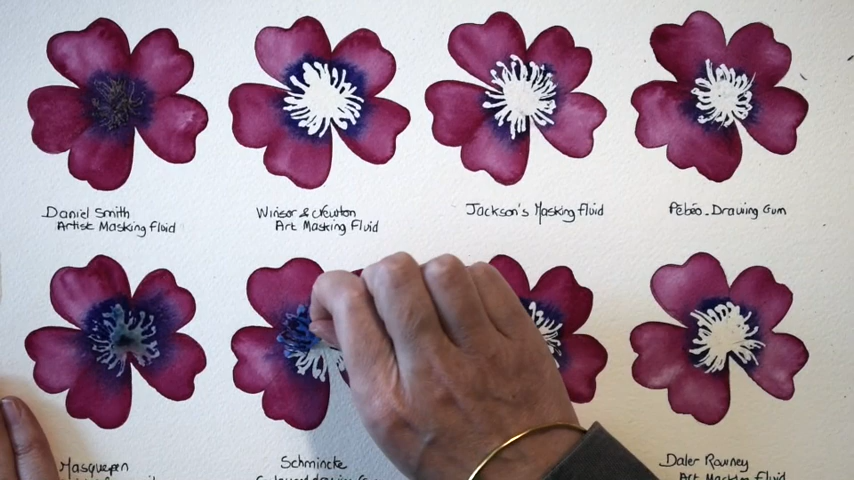 Daniel Smith
Artist Masking Fluid
Winsor & Newton
Art Masking Fluid
Jackson's Masking Fluid
Pébéo - Drawing Gum
Masquepen
Schmincke
Daler Rowney
Art Masking Fluid